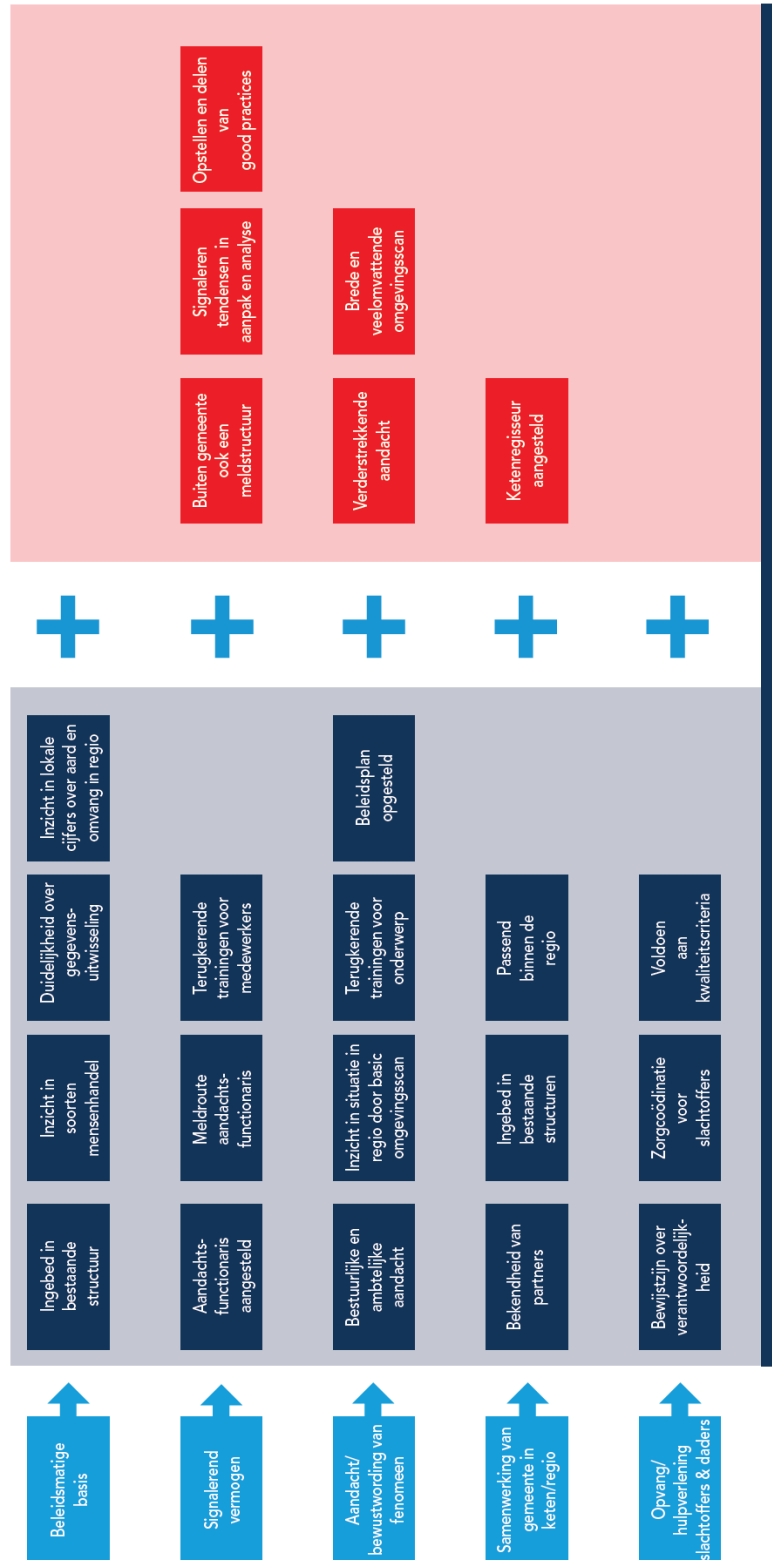 Beleidsmatige
basis
Ingebed in
bestaande
structuur
Inzicht in
soorten
mensenhandel
Duidelijkheid over
gegevens-
uitwisseling
Inzicht in lokale
cijfers over aard en
omvang in regio
Signalerend
vermogen
Aandachts-
functionaris
aangesteld
Meldroute
aandachts-
functionaris
Terugkerende
trainingen voor
medewerkers
Buiten gemeente
ook een
meldstructuur
Signaleren
tendensen in
aanpak en analyse
Opstellen en delen
van
good practices
Aandacht/
bewustwording van
fenomeen
Bestuurlijke en
ambtelijke
aandacht
Inzicht in situatie in
regio door basic
omgevingsscan
Terugkerende
trainingen voor
onderwerp
Beleidsplan
opgesteld
Verderstrekkende
aandacht
Brede en
veelomvattende
omgevingsscan
Samenwerking van
gemeente in
keten/regio
Bekendheid van
partners
Ingebed in
bestaande
structuren
Passend
binnen de
regio
Ketenregisseur
aangesteld
Opvang/
hulpverlening
slachtoffers & daders
Bewijstzijn over
verantwoordelijk-
heid
Zorgcoödinatie
voor
slachtoffers
Voldoen
aan
kwaliteitscriteria